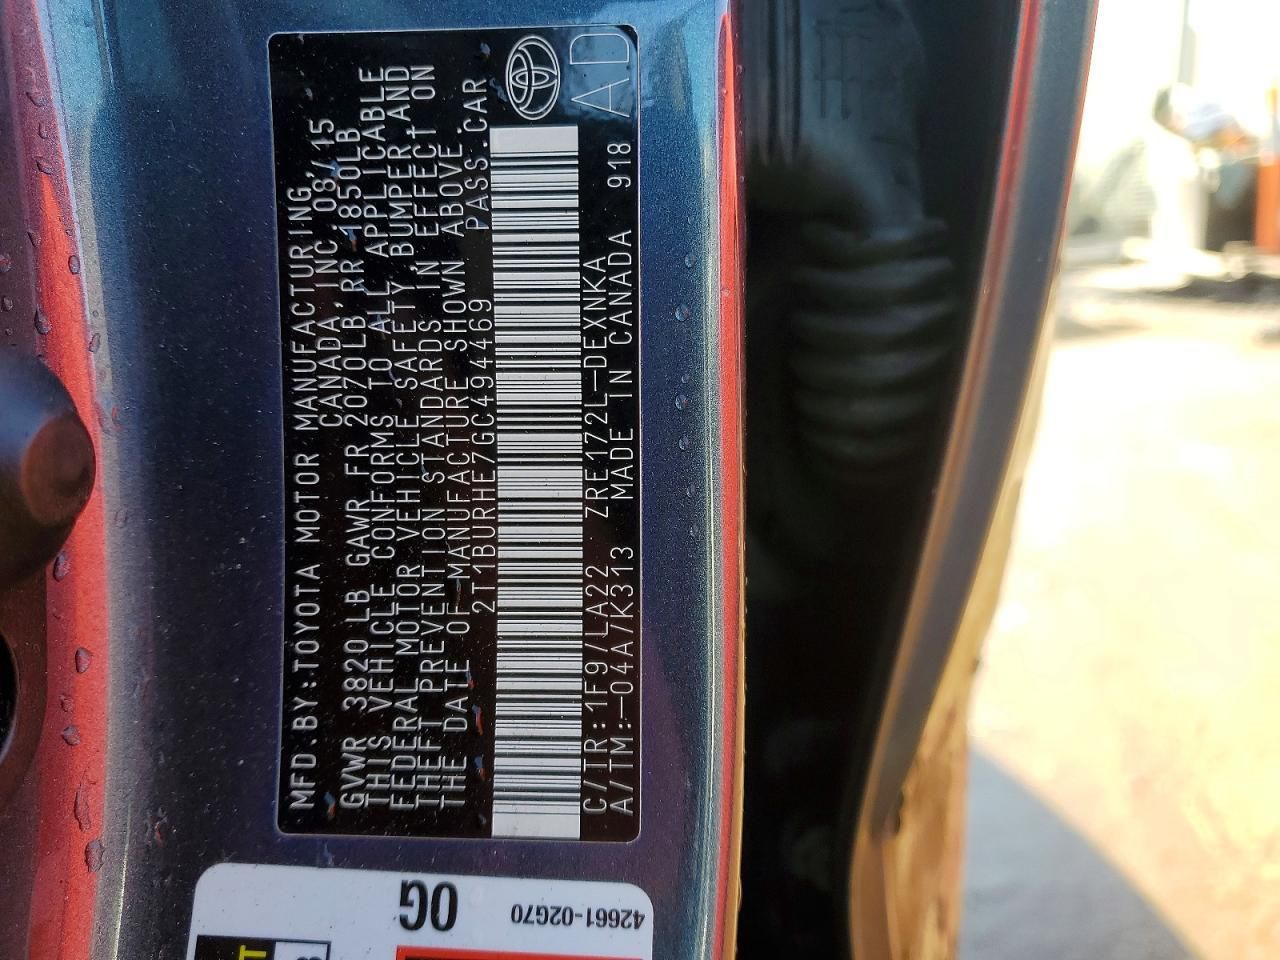 MFD.BY:TOYOTA MOTOR MANUFACTURING
CANADA, INC. 08/15
GVWR 3820LB GAWR FR 2070LB, RR 1850LB
THIS VEHICLE CONFORMS TO ALL APPLICABLE
FEDERAL MOTOR VEHICLE SAFETY, BUMPER, AND
THEFT PREVENTION STANDARDS IN EFFECT ON
THE DATE OF MANUFACTURE SHOWN ABOVE.
2T1BURHE7GC494469 PASS.CAR
C/TR:1F9/LA22 ZRE172L-DEXNKA
A/TM:-04A/K313 MADE IN CANADA 918
AD
0G
42661-02G70